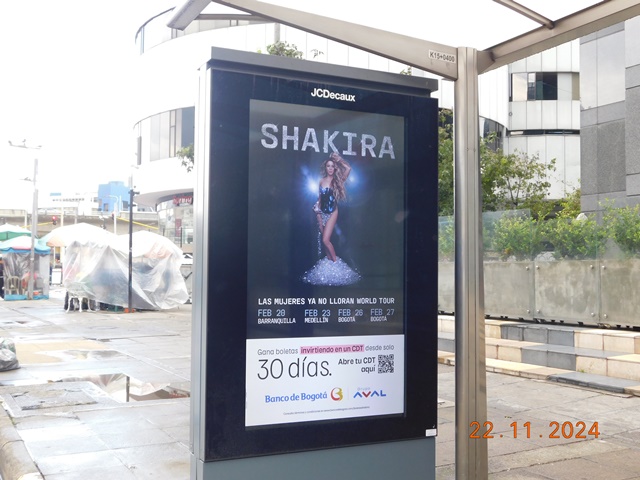 K15+0400
JCDecaux
SHAKIRA
LAS MUJERES YA NO LLORAN WORLD TOUR
FEB 20 FEB 23 FEB 26 FEB 27
BARRANQUILLA MEDELLÍN BOGOTÁ BOGOTÁ
Gana boletas invirtiendo en un CDT desde solo
30 días. Abre tu CDT
aquí
Banco de Bogotá AVAL
22.11.2024